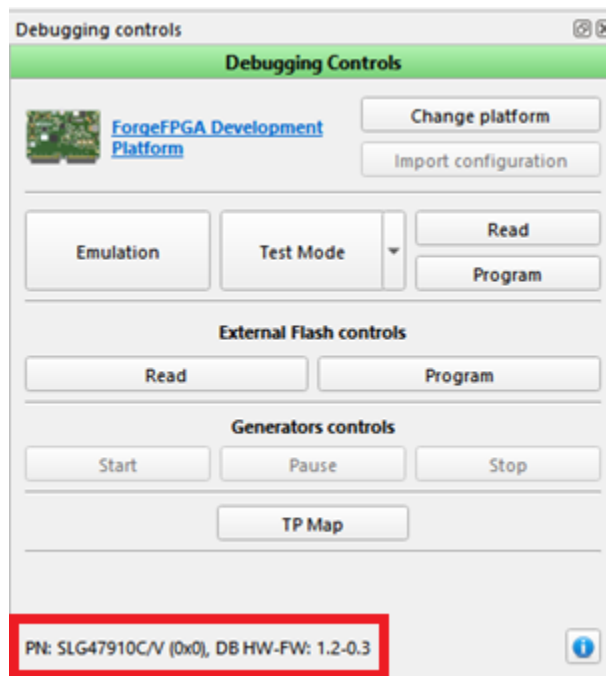 Debugging controls
Debugging Controls
ForgeFPGA Development
Platform
Change platform
Import configuration
Emulation
Test Mode
Read
Program
External Flash controls
Read
Program
Generators controls
Start
Pause
Stop
TP Map
PN: SLG47910C/V (0x0), DB HW-FW: 1.2-0.3